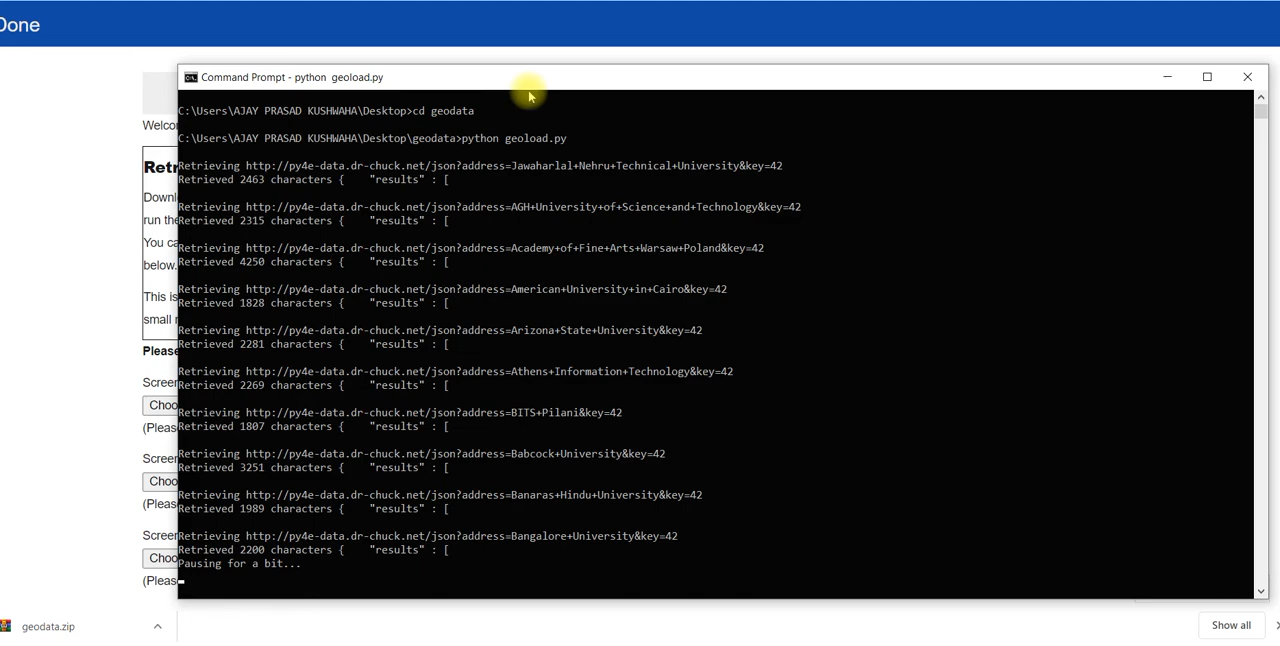 Done
Command Prompt - python geoload.py
C:\Users\AJAY PRASAD KUSHWAHA\Desktop>cd geodata
Welco
C:\Users\AJAY PRASAD KUSHWAHA\Desktop\geodata>python geoload.py
Retr
Retrieving http://py4e-data.dr-chuck.net/json?address=Jawaharlal+Nehru+Technical+University&key=42
Retrieved 2463 characters { "results" : [
Downl
Retrieving http://py4e-data.dr-chuck.net/json?address=AGH+University+of+Science+and+Technology&key=42
run the
Retrieved 2315 characters { "results" : [
You ca
Retrieving http://py4e-data.dr-chuck.net/json?address=Academy+of+Fine+Arts+Warsaw+Poland&key=42
below.
Retrieved 4250 characters { "results" : [
Retrieving http://py4e-data.dr-chuck.net/json?address=American+University+in+Cairo&key=42
This is
Retrieved 1828 characters { "results" : [
small
Retrieving http://py4e-data.dr-chuck.net/json?address=Arizona+State+University&key=42
Retrieved 2281 characters { "results" : [
Please
Retrieving http://py4e-data.dr-chuck.net/json?address=Athens+Information+Technology&key=42
Retrieved 2269 characters { "results" : [
Screen
Choo
Retrieving http://py4e-data.dr-chuck.net/json?address=BITS+Pilani&key=42
Retrieved 1807 characters { "results" : [
(Pleas
Retrieving http://py4e-data.dr-chuck.net/json?address=Babcock+University&key=42
Retrieved 3251 characters { "results" : [
Screen
Choo
Retrieving http://py4e-data.dr-chuck.net/json?address=Banaras+Hindu+University&key=42
Retrieved 1989 characters { "results" : [
(Pleas
Retrieving http://py4e-data.dr-chuck.net/json?address=Bangalore+University&key=42
Retrieved 2200 characters { "results" : [
Screen
Choo
Pausing for a bit...
(Pleas
geodata.zip
Show all